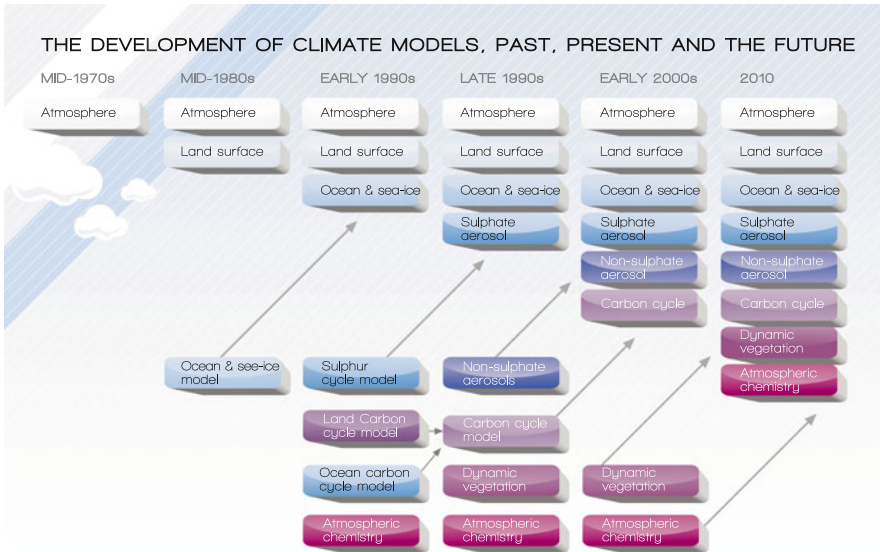 THE DEVELOPMENT OF CLIMATE MODELS, PAST, PRESENT AND THE FUTURE
MID-1970s
MID-1980s
EARLY 1990s
LATE 1990s
EARLY 2000s
2010
Atmosphere
Atmosphere
Atmosphere
Atmosphere
Atmosphere
Atmosphere
Land surface
Land surface
Land surface
Land surface
Land surface
Ocean & sea-ice
Ocean & sea-ice
Ocean & sea-ice
Ocean & sea-ice
Sulphate
aerosol
Sulphate
aerosol
Sulphate
aerosol
Non-sulphate
aerosol
Non-sulphate
aerosol
Carbon cycle
Carbon cycle
Dynamic
vegetation
Atmospheric
chemistry
Ocean & see-ice
model
Sulphur
cycle model
Non-sulphate
aerosols
Land Carbon
cycle model
Carbon cycle
model
Ocean carbon
cycle model
Dynamic
vegetation
Dynamic
vegetation
Atmospheric
chemistry
Atmospheric
chemistry
Atmospheric
chemistry